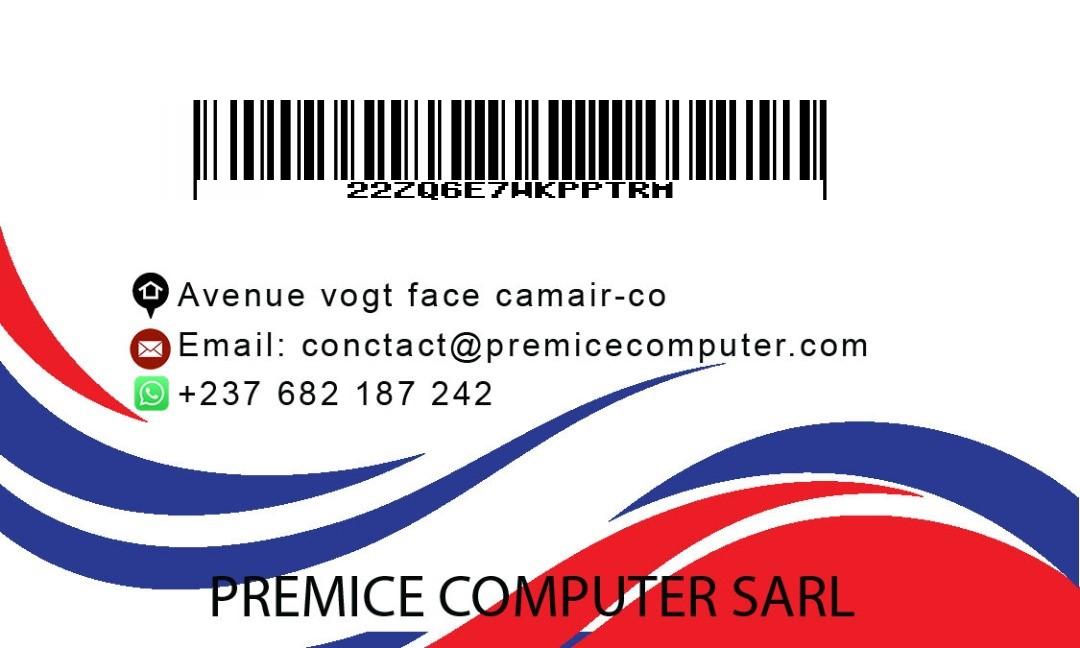 22ZQ6E7WKPPTRM
Avenue vogt face camair-co
Email: conctact@premicecomputer.com
+237 682 187 242
PREMICE COMPUTER SARL